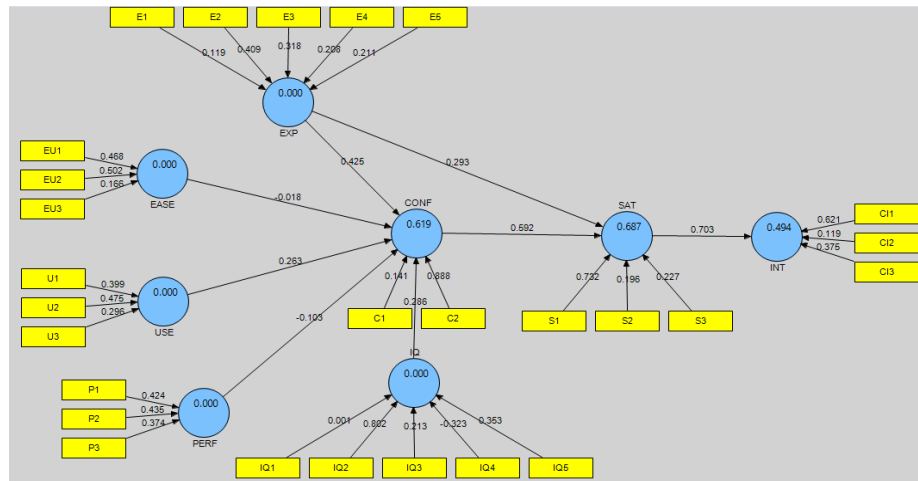 E1 E2 E3 E4 E5
0.119 0.409 0.318 0.208 0.211
0.000
EXP
EU1
EU2
EU3
0.468
0.502
0.166
0.000
EASE
0.425
0.293
-0.018
CONF
0.619
0.592
SAT
0.687
0.703
0.494
INT
0.621
0.119
0.375
CI1
CI2
CI3
U1
U2
U3
0.399
0.475
0.296
0.000
USE
0.263
-0.103
0.141 0.888
C1 C2
0.286
0.732 0.196 0.227
S1 S2 S3
P1
P2
P3
0.424
0.435
0.374
0.000
PERF
IQ
0.000
0.001 0.802 0.213 -0.323 0.353
IQ1 IQ2 IQ3 IQ4 IQ5